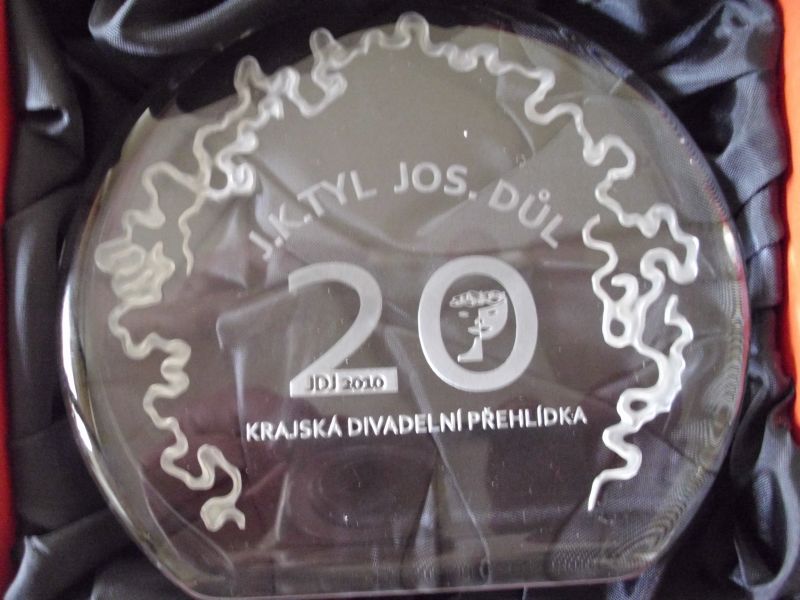 J.K.TYL JOS. DŮL
20
JDJ 2010
KRAJSKÁ DIVADELNÍ PŘEHLÍDKA